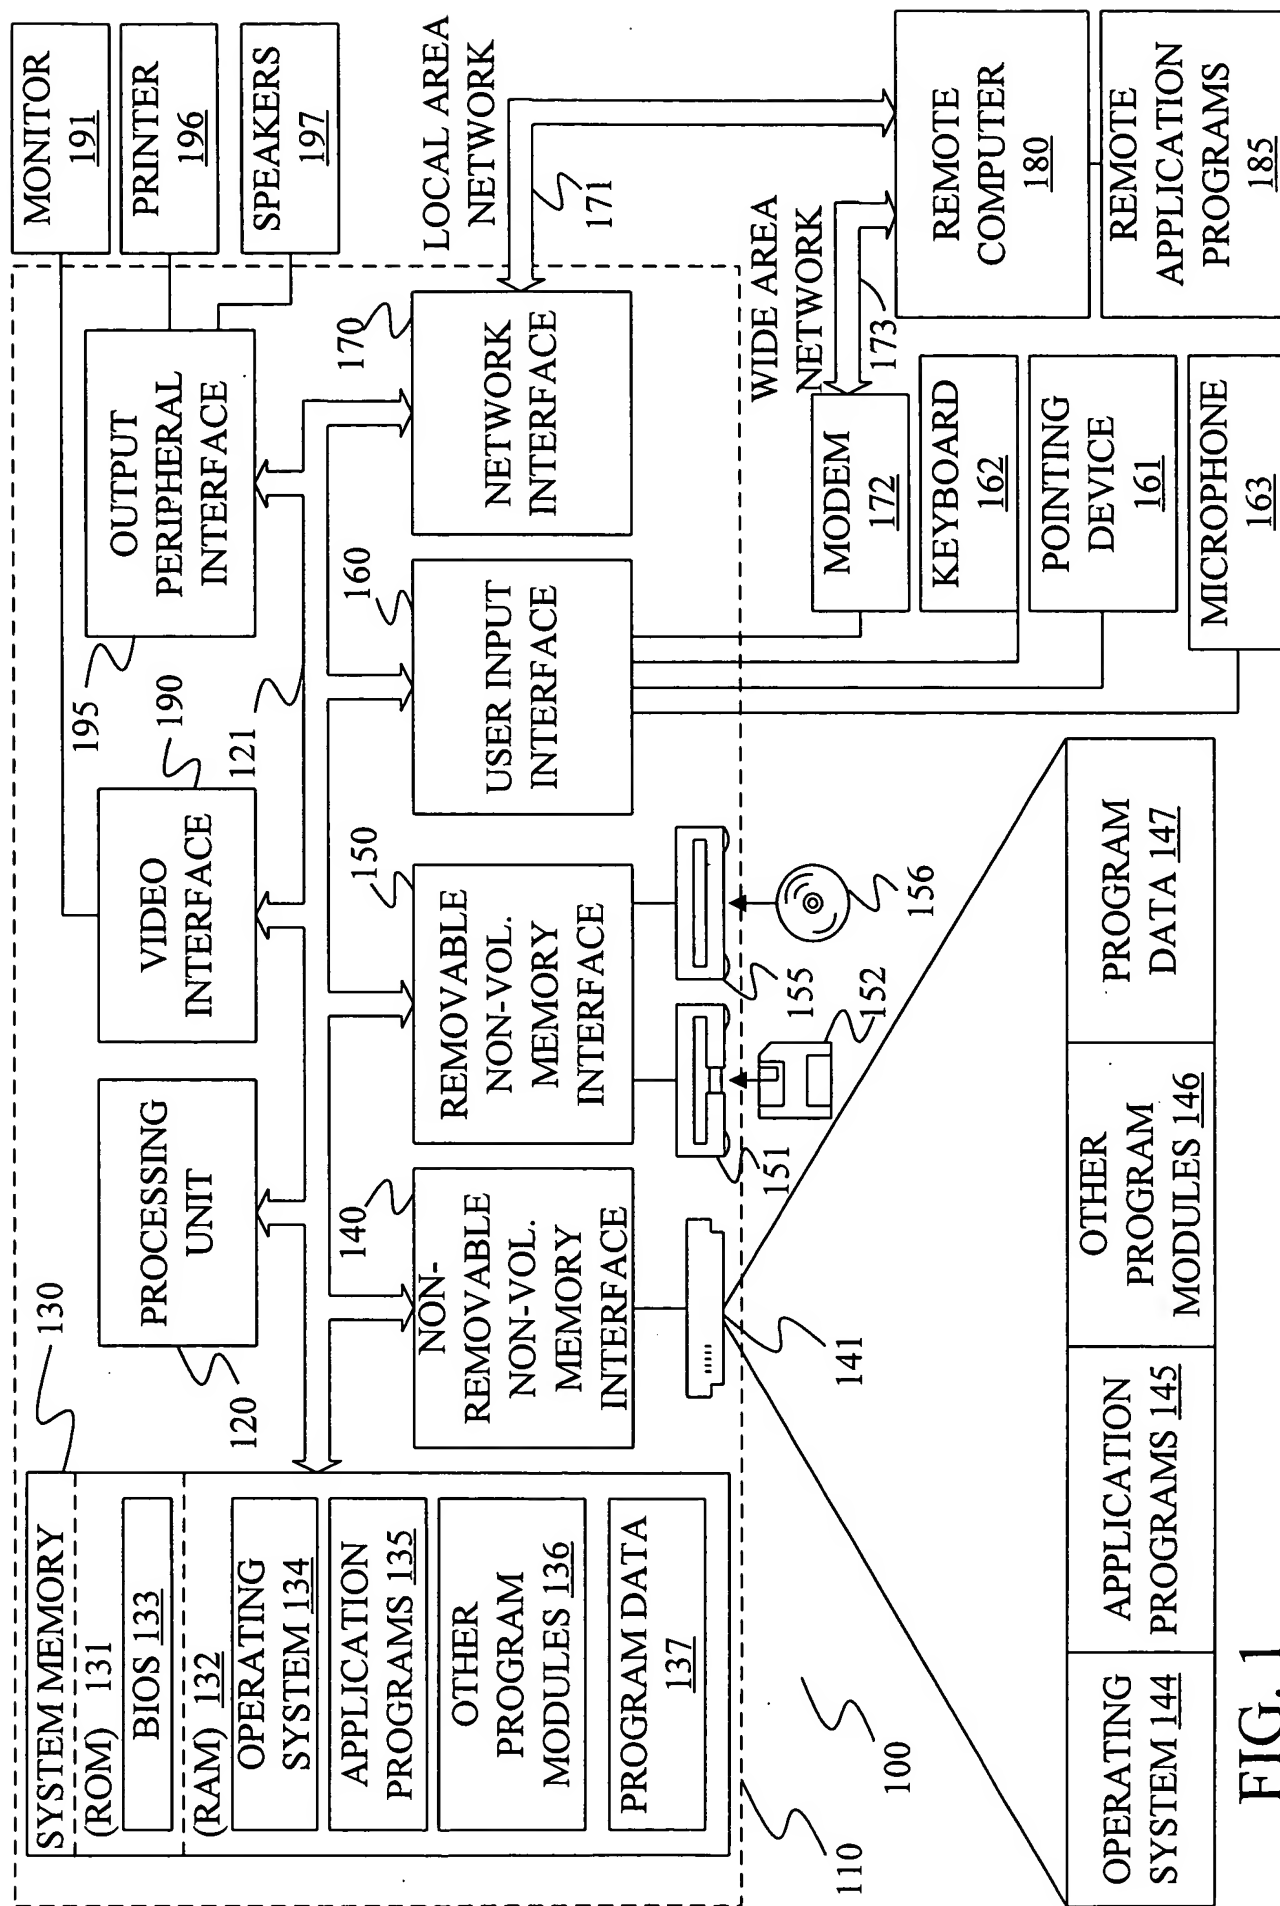 SYSTEM MEMORY
(ROM) 131
BIOS 133
(RAM) 132
OPERATING
SYSTEM 134
APPLICATION
PROGRAMS 135
OTHER
PROGRAM
MODULES 136
PROGRAM DATA
137
130
PROCESSING
UNIT
120
VIDEO
INTERFACE
190
121
OUTPUT
PERIPHERAL
INTERFACE
195
MONITOR
191
PRINTER
196
SPEAKERS
197
NON-
REMOVABLE
NON-VOL.
MEMORY
INTERFACE
140
REMOVABLE
NON-VOL.
MEMORY
INTERFACE
150
USER INPUT
INTERFACE
160
NETWORK
INTERFACE
170
LOCAL AREA
NETWORK
171
141
151
152
155
156
WIDE AREA
NETWORK
173
MODEM
172
KEYBOARD
162
POINTING
DEVICE
161
MICROPHONE
163
REMOTE
COMPUTER
180
REMOTE
APPLICATION
PROGRAMS
185
110
100
OPERATING
SYSTEM 144
APPLICATION
PROGRAMS 145
OTHER
PROGRAM
MODULES 146
PROGRAM
DATA 147
FIG. 1